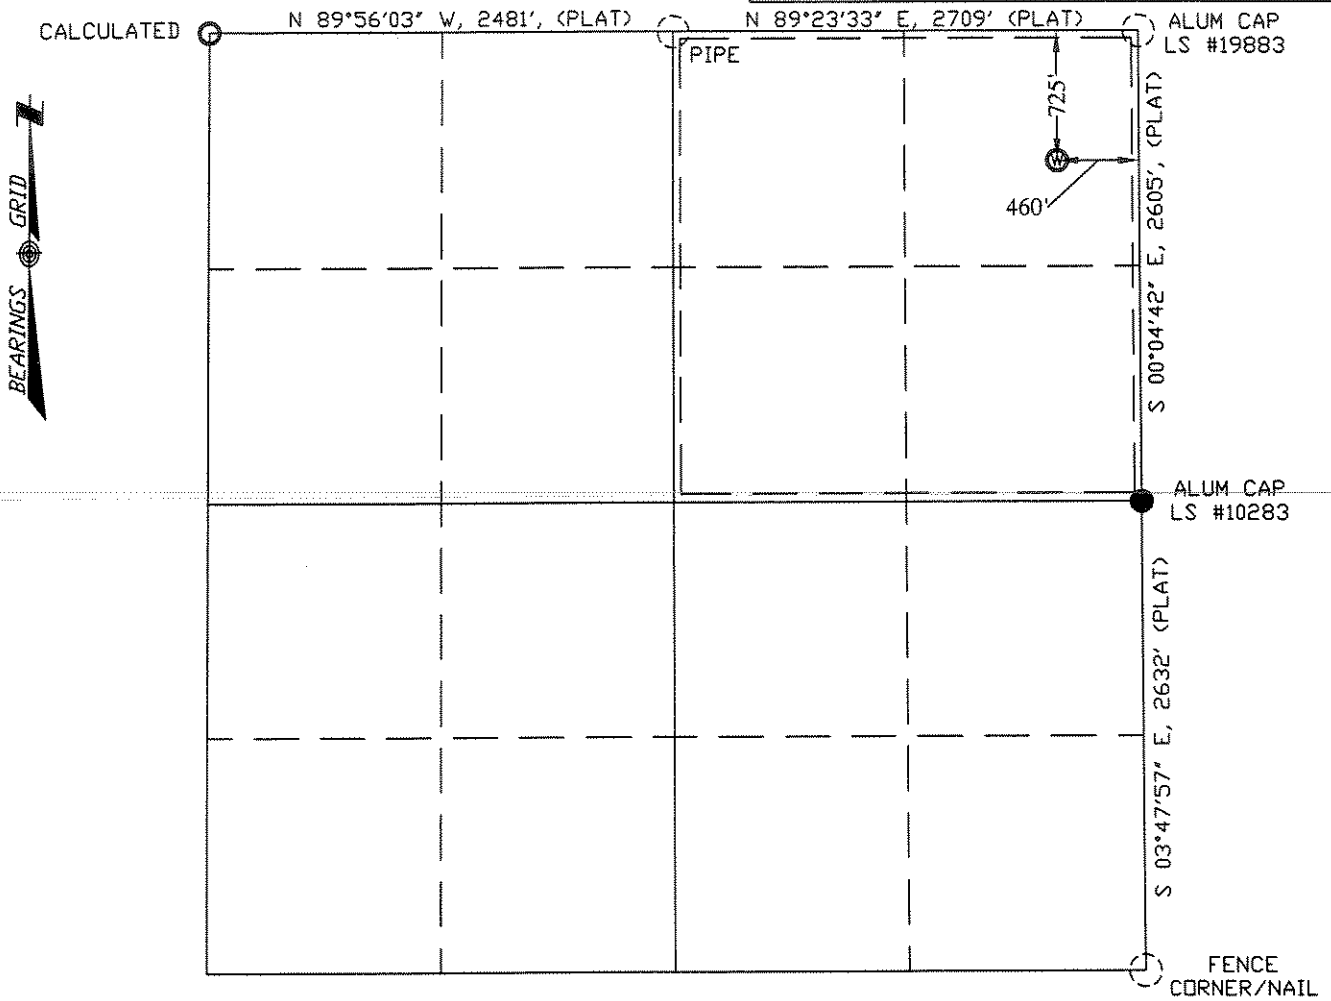 N 89°56'03" W, 2481', (PLAT)
N 89°23'33" E, 2709' (PLAT)
CALCULATED
ALUM CAP
LS #19883
PIPE
725'
W
460'
S 00°04'42" E, 2605', (PLAT)
BEARINGS GRID
ALUM CAP
LS #10283
S 03°47'57" E, 2632' (PLAT)
FENCE
CORNER/NAIL